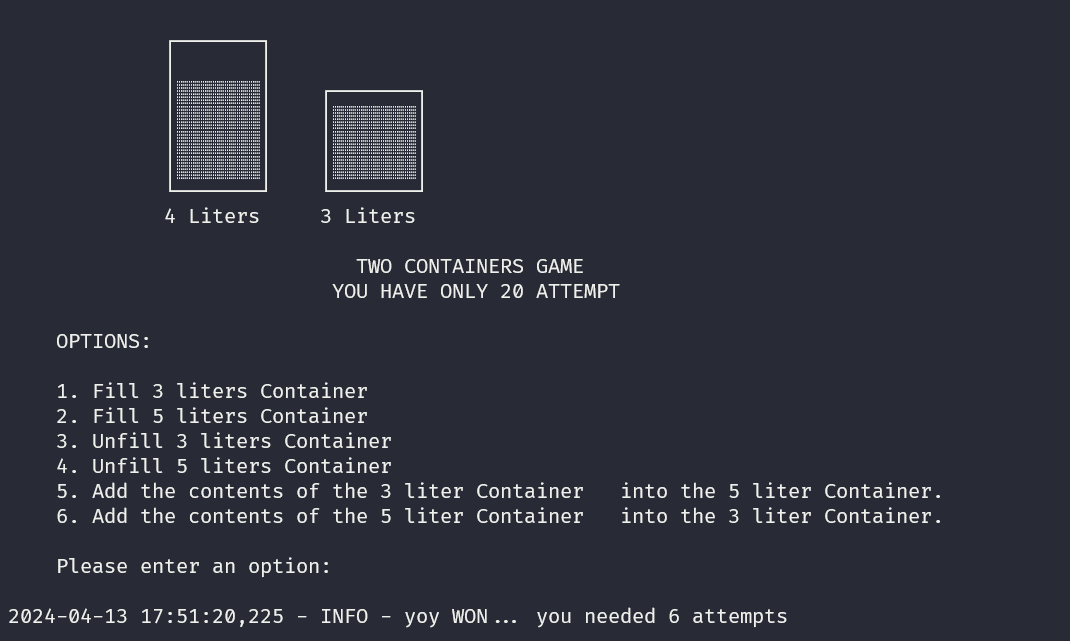 4 Liters 3 Liters
TWO CONTAINERS GAME
YOU HAVE ONLY 20 ATTEMPT
OPTIONS:
1. Fill 3 liters Container
2. Fill 5 liters Container
3. Unfill 3 liters Container
4. Unfill 5 liters Container
5. Add the contents of the 3 liter Container into the 5 liter Container.
6. Add the contents of the 5 liter Container into the 3 liter Container.
Please enter an option:
2024-04-13 17:51:20,225 - INFO - yoy WON... you needed 6 attempts